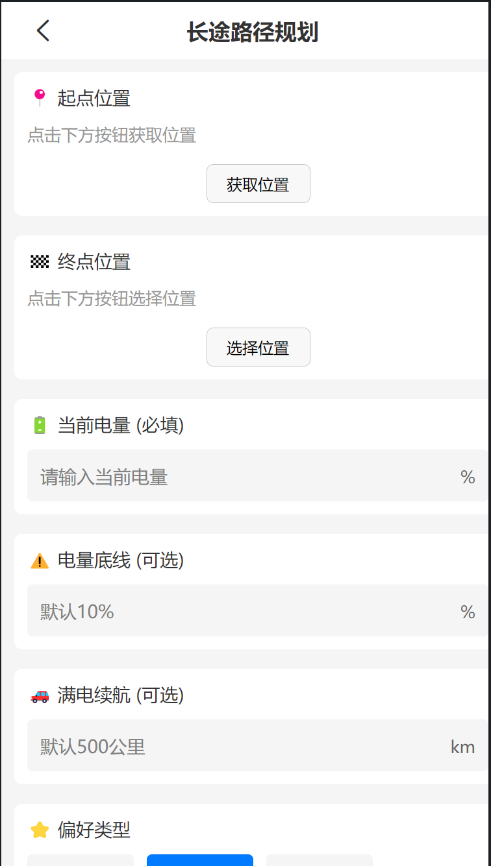 长途路径规划
起点位置
点击下方按钮获取位置
获取位置
终点位置
点击下方按钮选择位置
选择位置
当前电量 (必填)
请输入当前电量 %
电量底线 (可选)
默认10% %
满电续航 (可选)
默认500公里 km
偏好类型